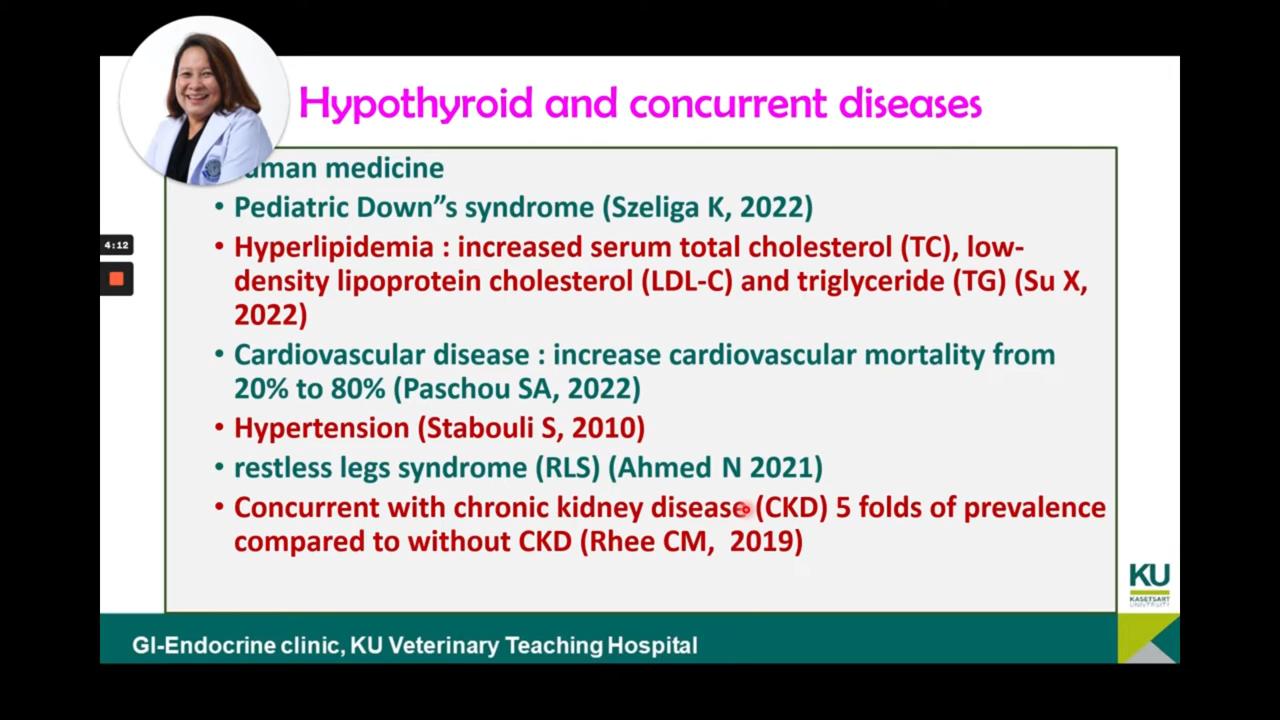 Hypothyroid and concurrent diseases
uman medicine
• Pediatric Down”s syndrome (Szeliga K, 2022)
• Hyperlipidemia : increased serum total cholesterol (TC), low-
density lipoprotein cholesterol (LDL-C) and triglyceride (TG) (Su X,
2022)
• Cardiovascular disease : increase cardiovascular mortality from
20% to 80% (Paschou SA, 2022)
• Hypertension (Stabouli S, 2010)
• restless legs syndrome (RLS) (Ahmed N 2021)
• Concurrent with chronic kidney disease (CKD) 5 folds of prevalence
compared to without CKD (Rhee CM, 2019)
4:12
KU
KASETSART
UNIVERSITY
GI-Endocrine clinic, KU Veterinary Teaching Hospital